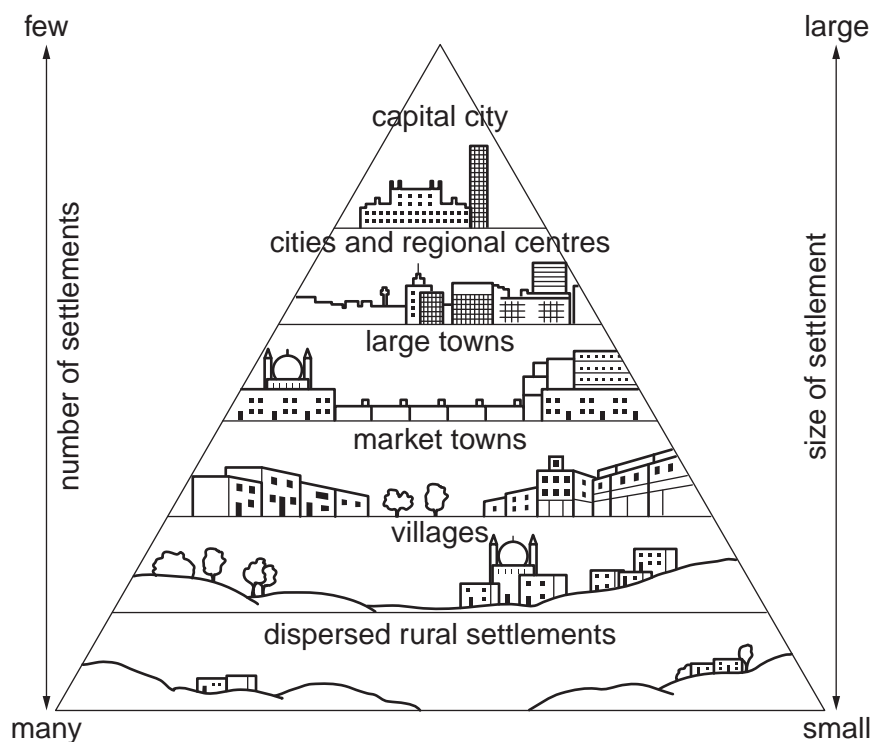 few
large
capital city
cities and regional centres
large towns
market towns
villages
dispersed rural settlements
number of settlements
size of settlement
many
small